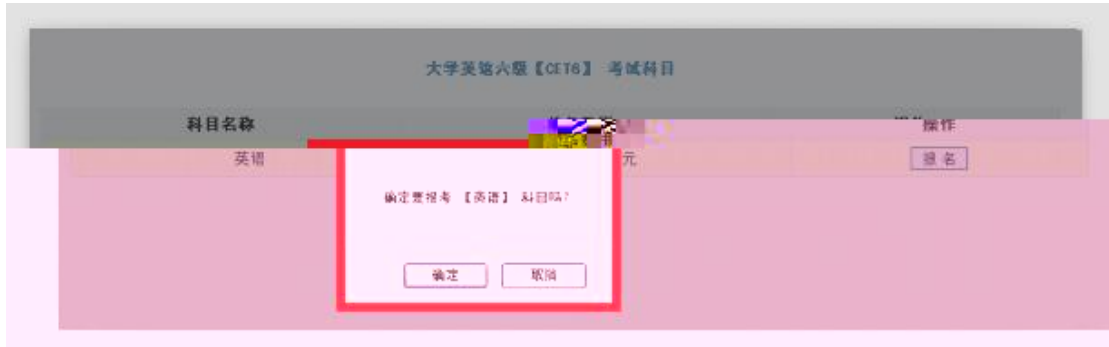 大学英语六级【CET6】 考试科目
科目名称
操作
英语
元
报名
确定要报考 【英语】 科目吗?
确定
取消